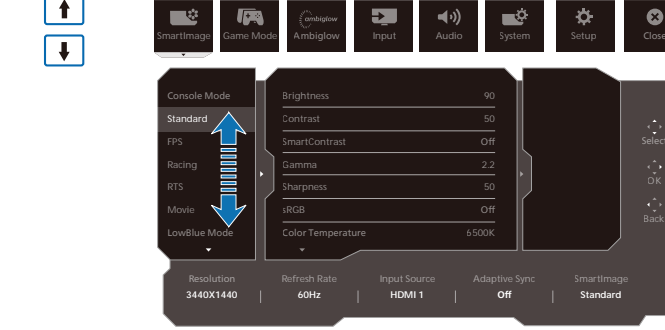 SmartImage Game Mode Ambiglow Input Audio System Setup Close
ambiglow
Console Mode Brightness 90
Standard Contrast 50
FPS SmartContrast Off
Racing Gamma 2.2
RTS Sharpness 50
Movie sRGB Off
LowBlue Mode Color Temperature 6500K
Select
OK
Back
Resolution Refresh Rate Input Source Adaptive Sync SmartImage
3440X1440 | 60Hz | HDMI 1 | Off | Standard